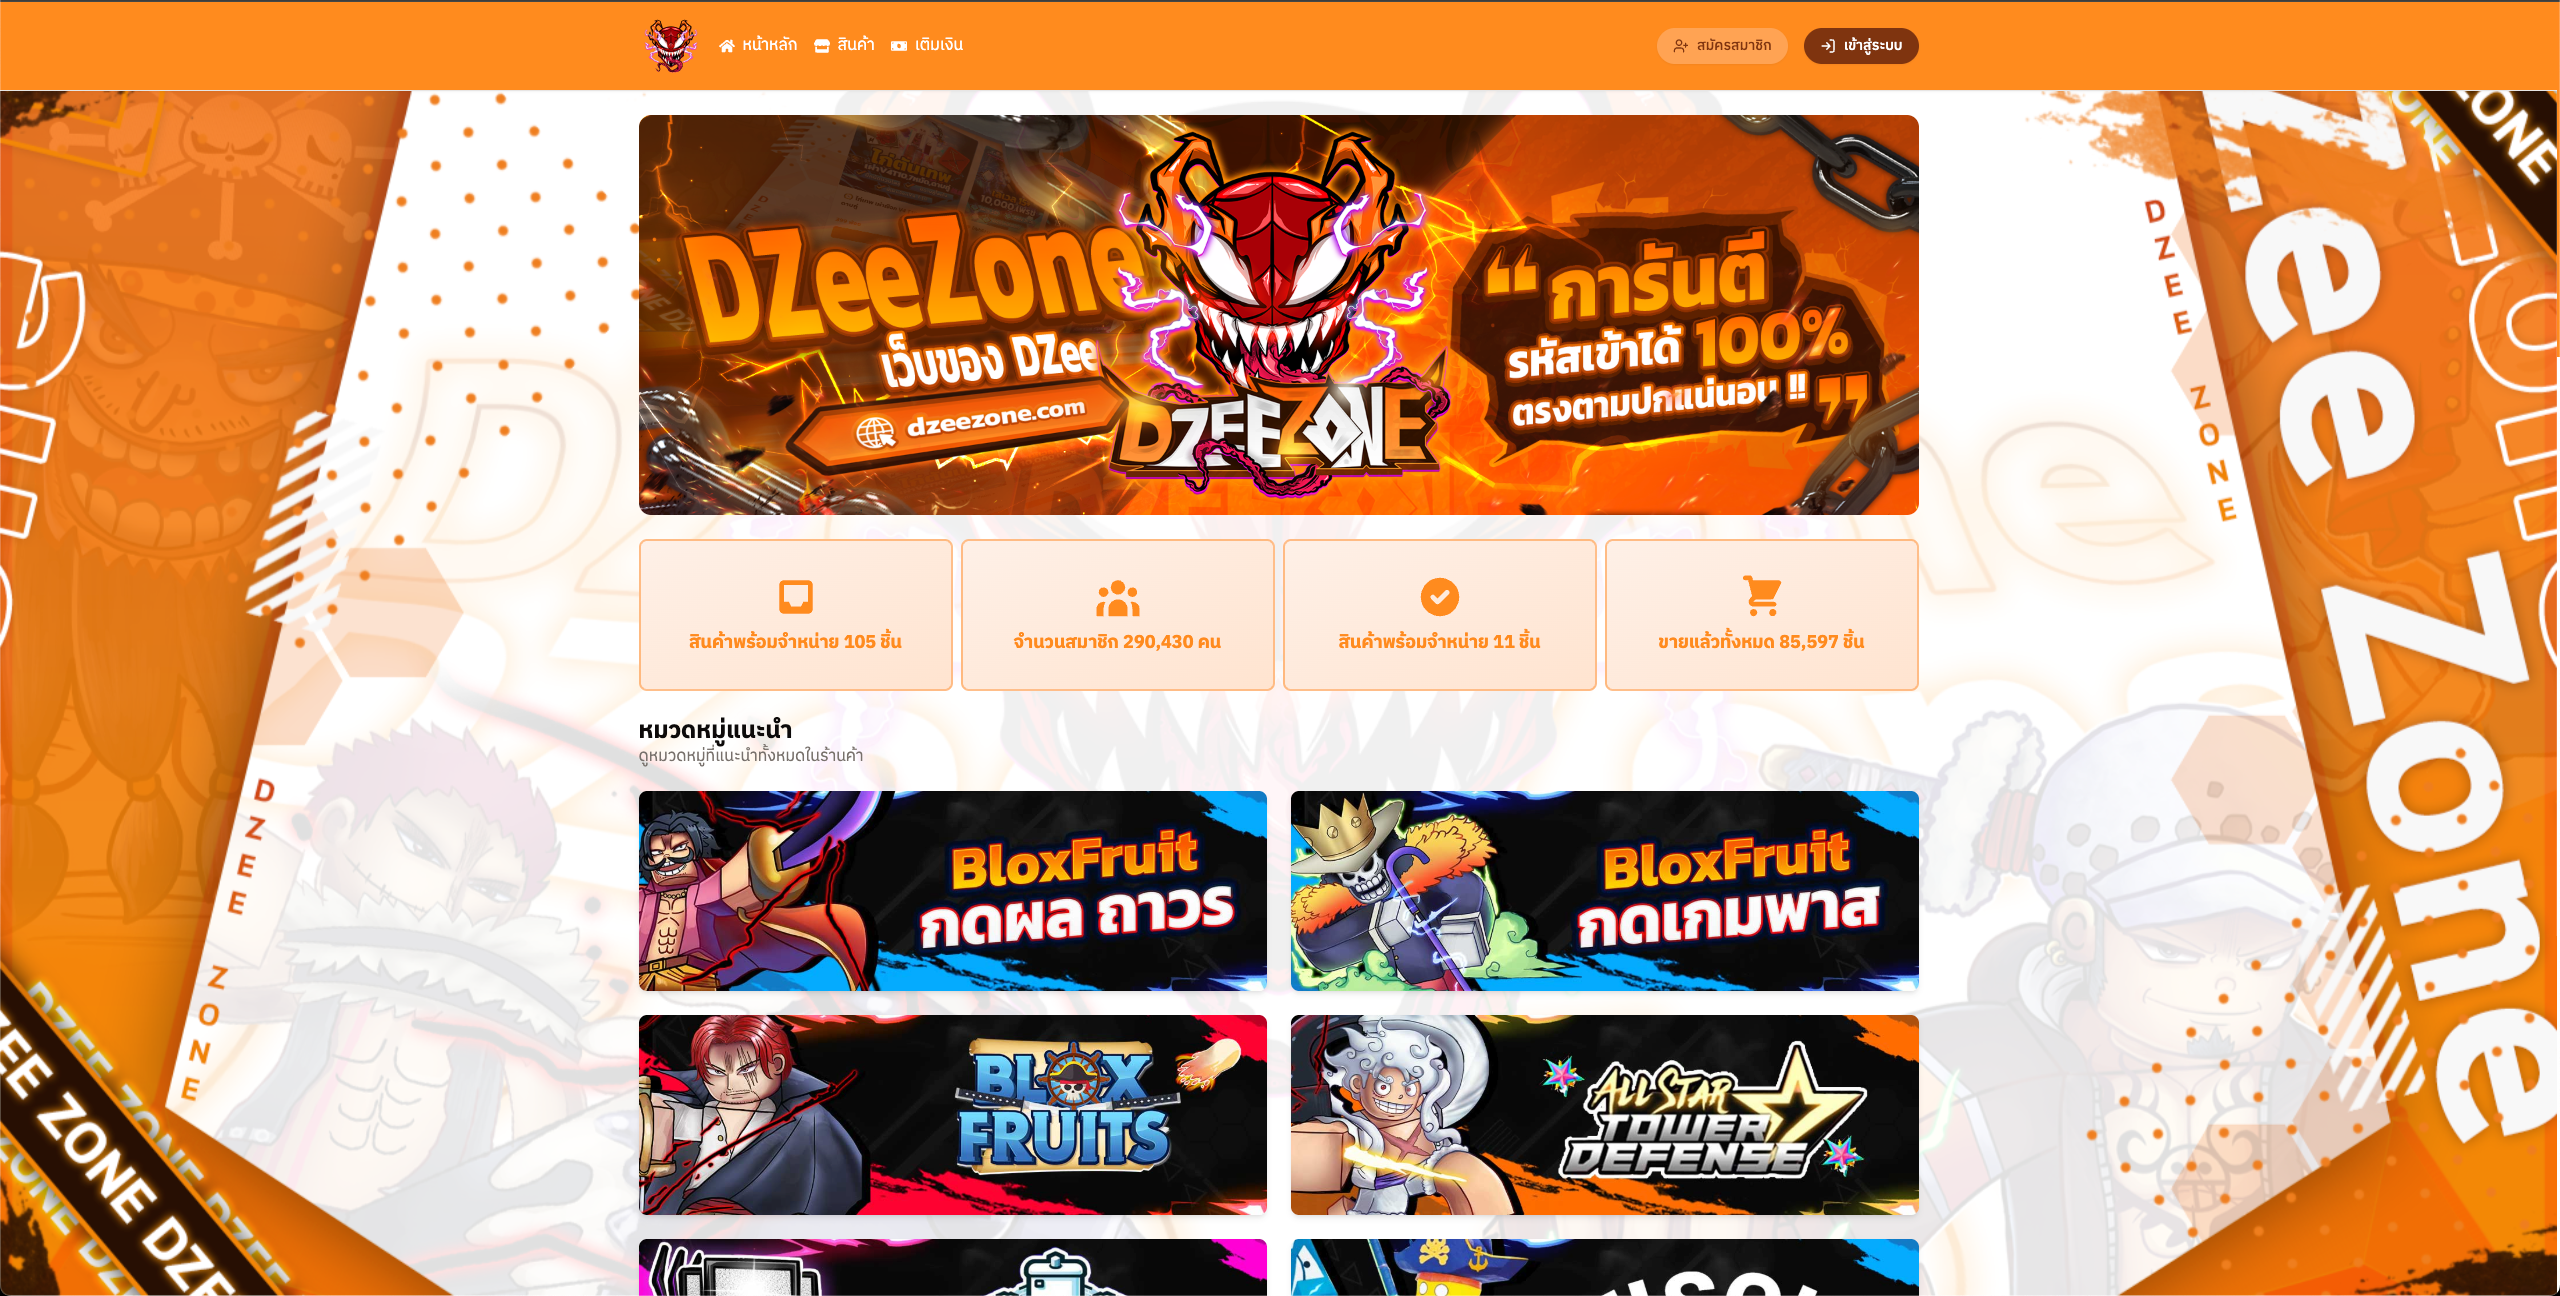 หน้าหลัก
สินค้า
เติมเงิน
สมัครสมาชิก
เข้าสู่ระบบ
DZeeZone
เว็บของ DZee
dzeezone.com
DZEEZONE
“ การันตี
รหัสเข้าได้ 100%
ตรงตามปกแน่นอน !! ”
สินค้าพร้อมจำหน่าย 105 ชิ้น
จำนวนสมาชิก 290,430 คน
สินค้าพร้อมจำหน่าย 11 ชิ้น
ขายแล้วทั้งหมด 85,597 ชิ้น
หมวดหมู่แนะนำ
ดูหมวดหมู่ที่แนะนำทั้งหมดในร้านค้า
BloxFruit
กดผล ถาวร
BloxFruit
กดเกมพาส
BLOX
FRUITS
ALL STAR
TOWER
DEFENSE
DZEE ZONE
DZEE ZONE
Zee Zone
ZEE ZONE DZE
DZEE ZONE DZEE
ZONE